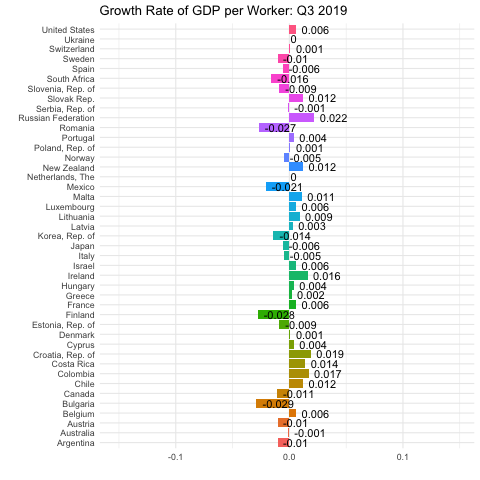 Growth Rate of GDP per Worker: Q3 2019
United States 0.006
Ukraine 0
Switzerland 0.001
Sweden -0.01
Spain -0.006
South Africa -0.016
Slovenia, Rep. of -0.009
Slovak Rep. 0.012
Serbia, Rep. of -0.001
Russian Federation 0.022
Romania -0.027
Portugal 0.004
Poland, Rep. of 0.001
Norway -0.005
New Zealand 0.012
Netherlands, The 0
Mexico -0.021
Malta 0.011
Luxembourg 0.006
Lithuania 0.009
Latvia 0.003
Korea, Rep. of -0.014
Japan -0.006
Italy -0.005
Israel 0.006
Ireland 0.016
Hungary 0.004
Greece 0.002
France 0.006
Finland -0.028
Estonia, Rep. of -0.009
Denmark 0.001
Cyprus 0.004
Croatia, Rep. of 0.019
Costa Rica 0.014
Colombia 0.017
Chile 0.012
Canada -0.011
Bulgaria -0.029
Belgium 0.006
Austria -0.01
Australia -0.001
Argentina -0.01
-0.1 0.0 0.1